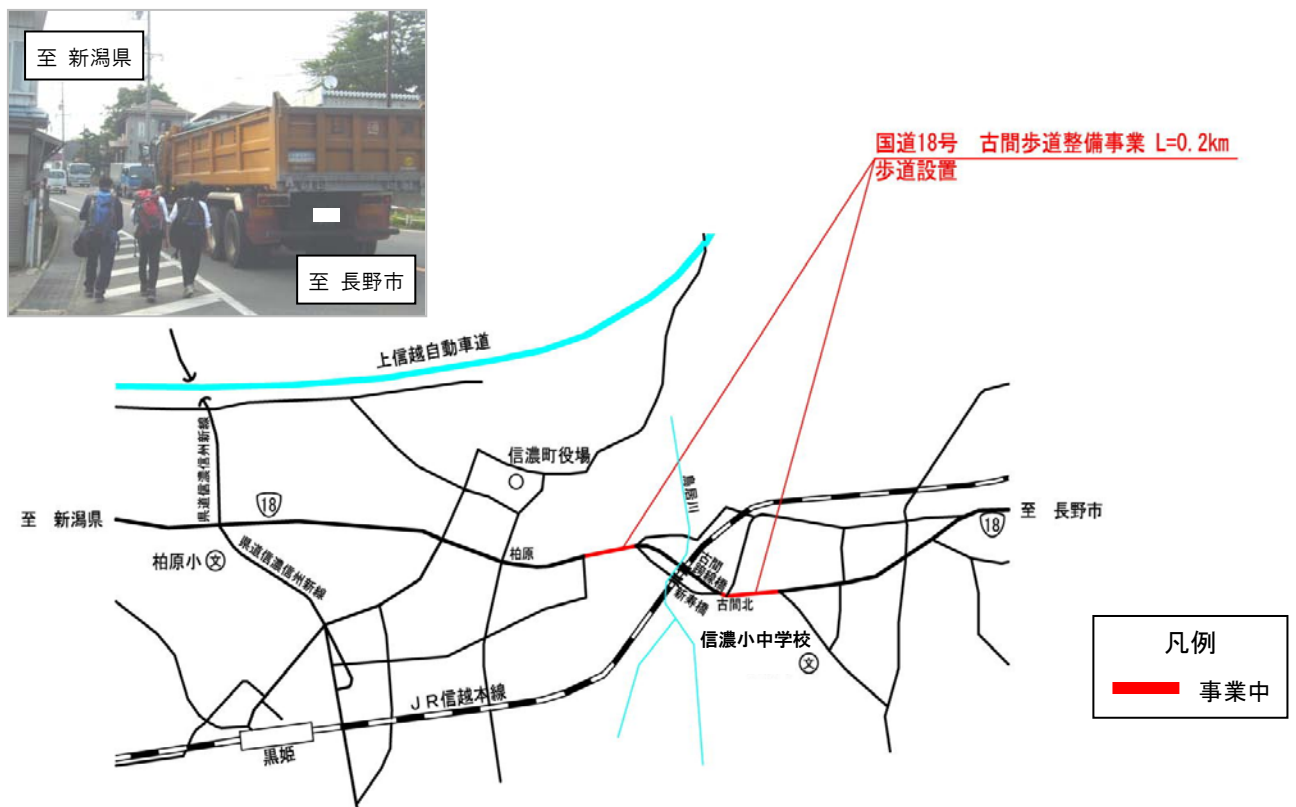 至 新潟県
至 長野市
国道18号 古間歩道整備事業 L=0.2km
歩道設置
上信越自動車道
県道信濃信州新線
信濃町役場
鳥居川
18
至 新潟県
至 長野市
18
柏原
柏原小
文
県道信濃信州新線
古間
跨線橋
新寿橋
古間北
信濃小中学校
文
凡例
事業中
JR信越本線
黒姫